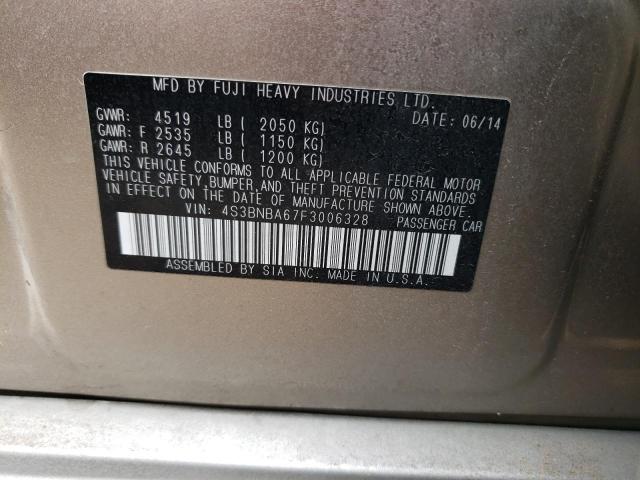 MFD BY FUJI HEAVY INDUSTRIES LTD.
GVWR: 4519 LB ( 2050 KG) DATE: 06/14
GAWR: F 2535 LB ( 1150 KG)
GAWR: R 2645 LB ( 1200 KG)
THIS VEHICLE CONFORMS TO ALL APPLICABLE FEDERAL MOTOR
VEHICLE SAFETY, BUMPER, AND THEFT PREVENTION STANDARDS
IN EFFECT ON THE DATE OF MANUFACTURE SHOWN ABOVE.
VIN: 4S3BNBA67F3006328 PASSENGER CAR
ASSEMBLED BY SIA INC. MADE IN U.S.A.